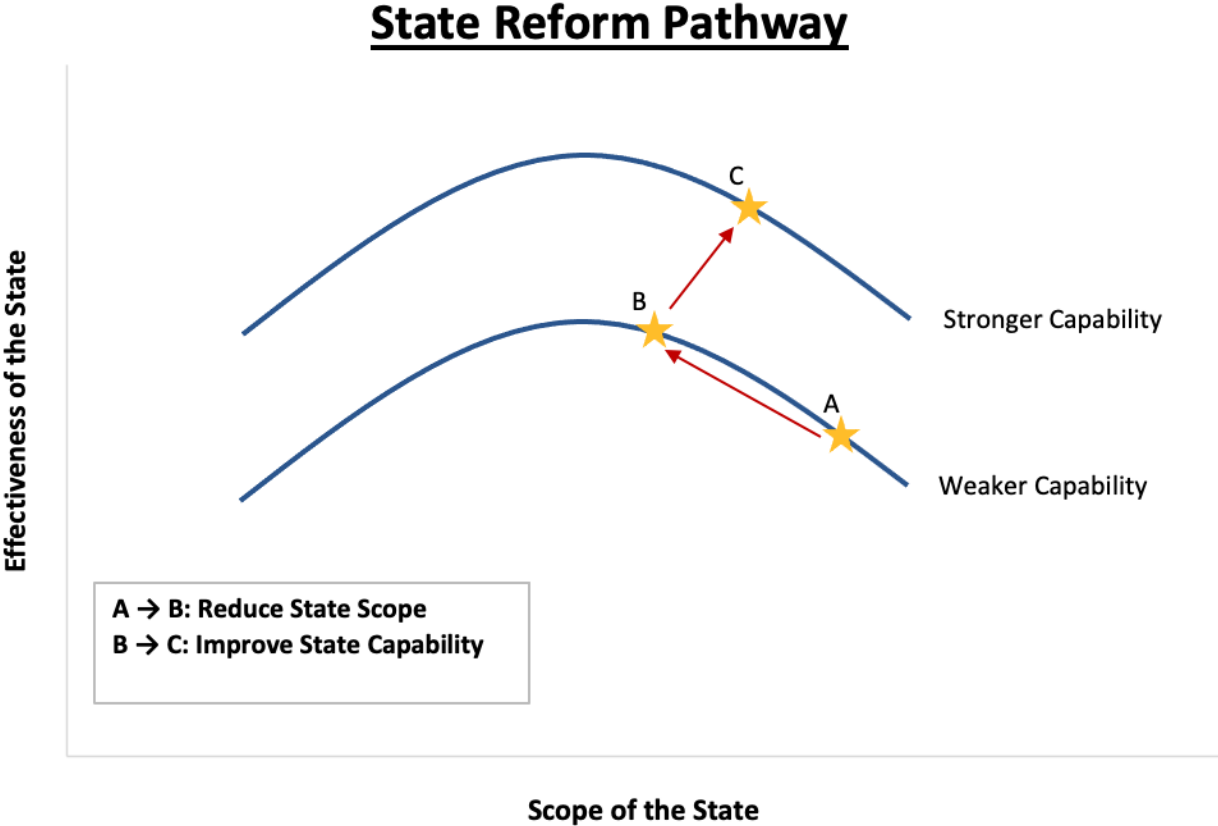 State Reform Pathway
C
B
Stronger Capability
A
Weaker Capability
Effectiveness of the State
A → B: Reduce State Scope
B → C: Improve State Capability
Scope of the State